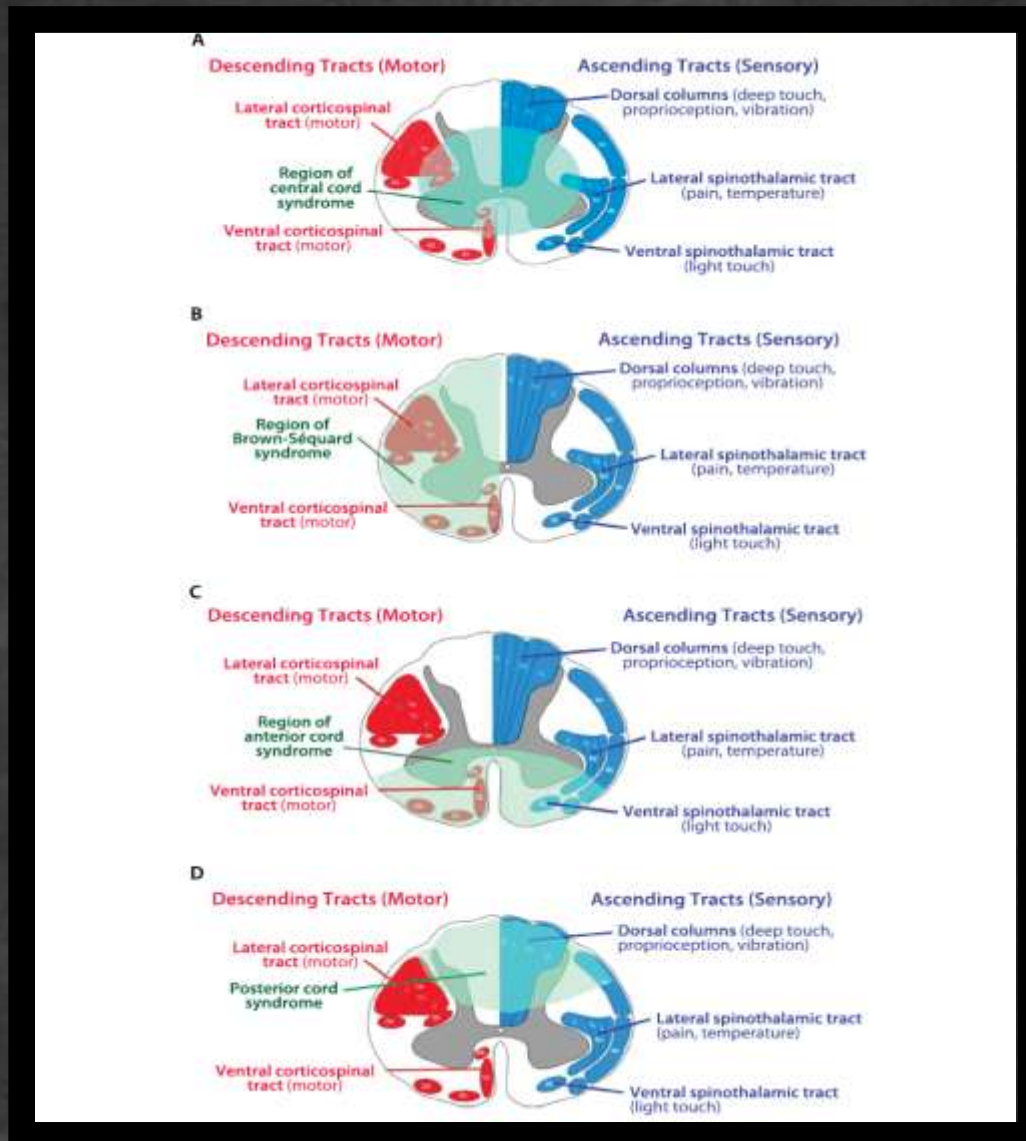 A
Descending Tracts (Motor)
Ascending Tracts (Sensory)
Lateral corticospinal
tract (motor)
Dorsal columns (deep touch,
proprioception, vibration)
Region of
central cord
syndrome
Lateral spinothalamic tract
(pain, temperature)
Ventral corticospinal
tract (motor)
Ventral spinothalamic tract
(light touch)
B
Descending Tracts (Motor)
Ascending Tracts (Sensory)
Lateral corticospinal
tract (motor)
Dorsal columns (deep touch,
proprioception, vibration)
Region of
Brown-Séquard
syndrome
Lateral spinothalamic tract
(pain, temperature)
Ventral corticospinal
tract (motor)
Ventral spinothalamic tract
(light touch)
C
Descending Tracts (Motor)
Ascending Tracts (Sensory)
Lateral corticospinal
tract (motor)
Dorsal columns (deep touch,
proprioception, vibration)
Region of
anterior cord
syndrome
Lateral spinothalamic tract
(pain, temperature)
Ventral corticospinal
tract (motor)
Ventral spinothalamic tract
(light touch)
D
Descending Tracts (Motor)
Ascending Tracts (Sensory)
Lateral corticospinal
tract (motor)
Dorsal columns (deep touch,
proprioception, vibration)
Posterior cord
syndrome
Lateral spinothalamic tract
(pain, temperature)
Ventral corticospinal
tract (motor)
Ventral spinothalamic tract
(light touch)